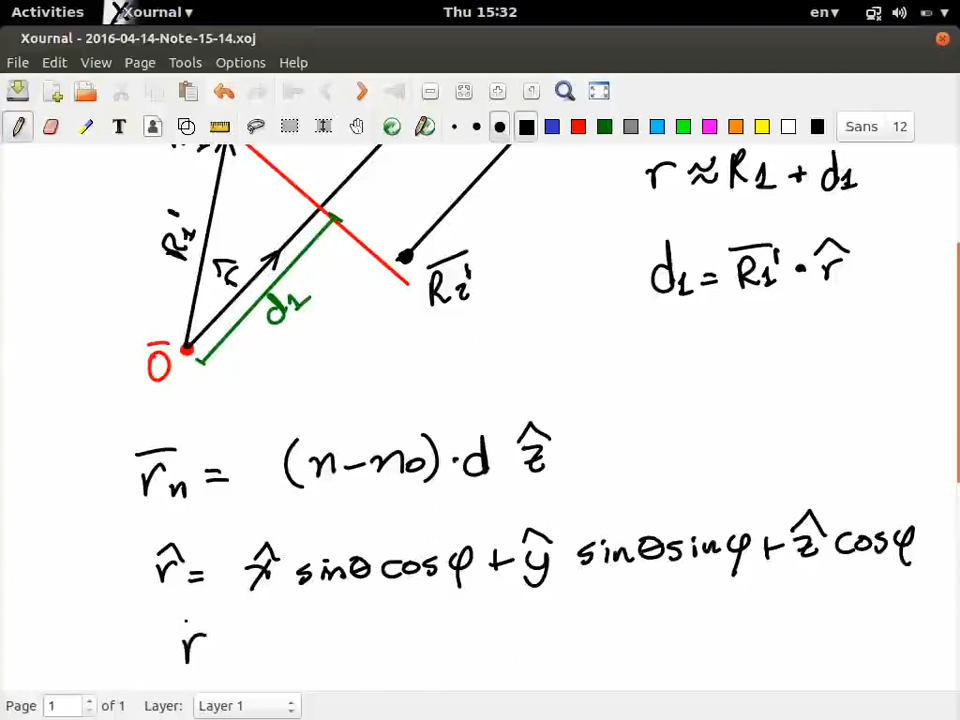 Activities Xournal ▾ Thu 15:32 en ▾
Xournal - 2016-04-14-Note-15-14.xoj
File Edit View Page Tools Options Help
Sans 12
r ≈ R1 + d1
R1'
r̄
d1
R̄2'
d1 = R̄1' · r̂
Ō
r̄n = (n-n0)·d ẑ
r̂ = x̂ sinθ cosφ + ŷ sinθ sinφ + ẑ cosφ
r
Page 1 of 1 Layer: Layer 1